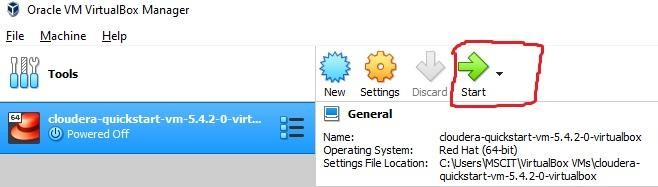 Oracle VM VirtualBox Manager
File Machine Help
Tools
New Settings Discard Start
64
cloudera-quickstart-vm-5.4.2-0-virt...
Powered Off
General
Name: cloudera-quickstart-vm-5.4.2-0-virtualbox
Operating System: Red Hat (64-bit)
Settings File Location: C:\Users\MSCIT\VirtualBox VMs\cloudera-
quickstart-vm-5.4.2-0-virtualbox